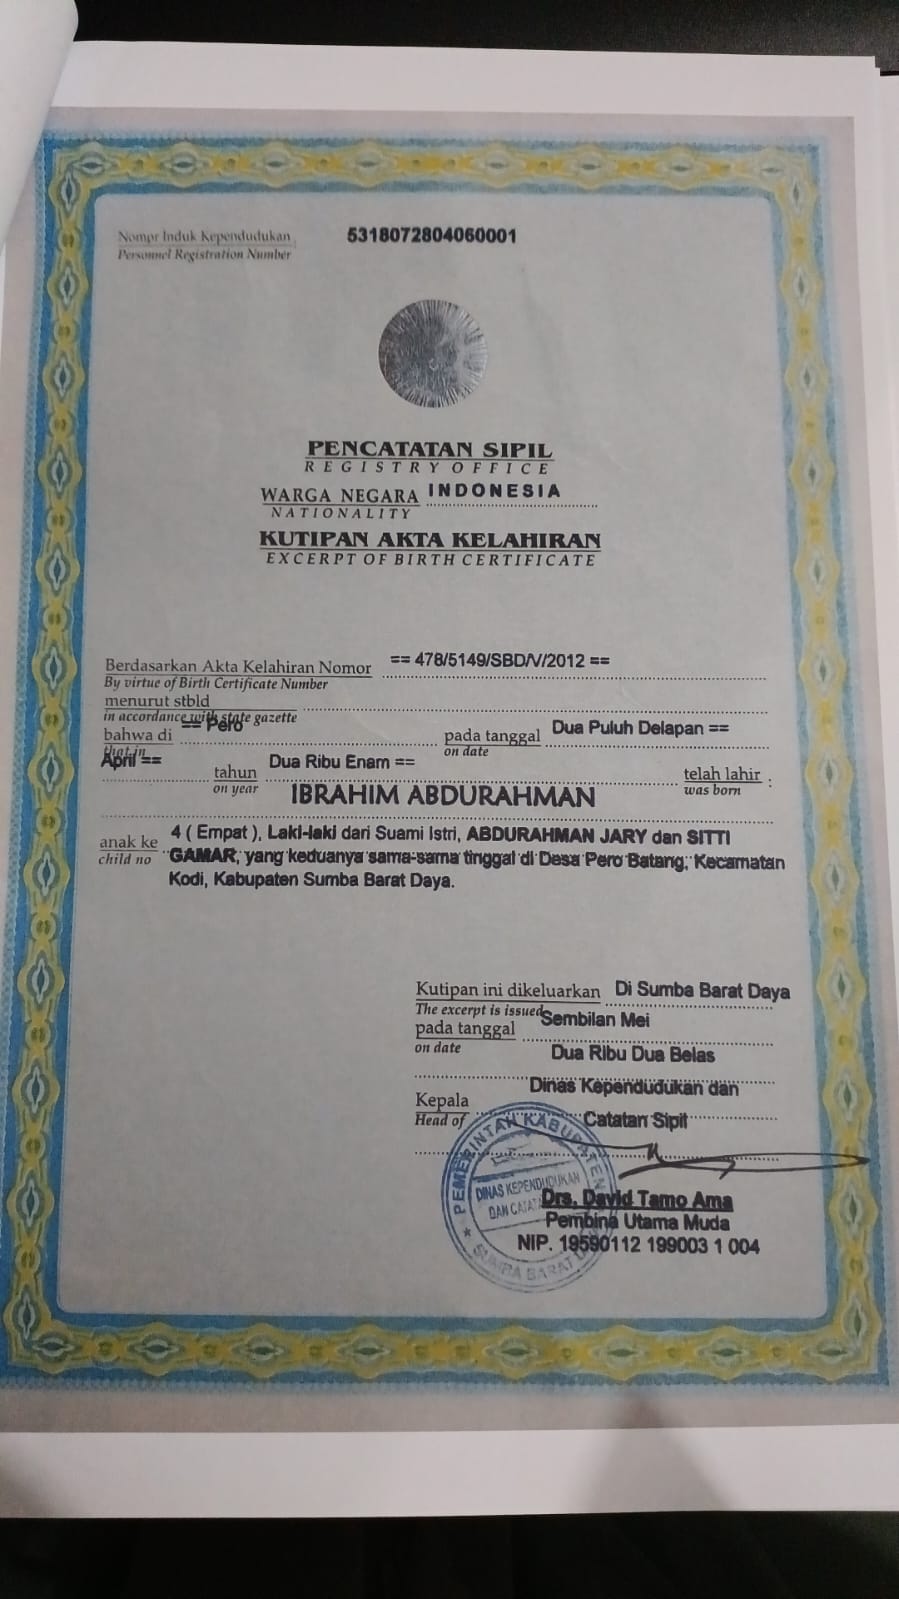 Nomor Induk Kependudukan 5318072804060001
Personnel Registration Number
PENCATATAN SIPIL
REGISTRY OFFICE
WARGA NEGARA INDONESIA
NATIONALITY
KUTIPAN AKTA KELAHIRAN
EXCERPT OF BIRTH CERTIFICATE
Berdasarkan Akta Kelahiran Nomor == 478/5149/SBD/V/2012 ==
By virtue of Birth Certificate Number
menurut stbld
in accordance with state gazette
bahwa di == Pero pada tanggal Dua Puluh Delapan ==
that in on date
April == tahun Dua Ribu Enam == telah lahir :
on year was born
IBRAHIM ABDURAHMAN
anak ke 4 ( Empat ), Laki-laki dari Suami Istri, ABDURAHMAN JARY dan SITTI
child no GAMAR, yang keduanya sama-sama tinggal di Desa Pero Batang, Kecamatan
Kodi, Kabupaten Sumba Barat Daya.
Kutipan ini dikeluarkan Di Sumba Barat Daya
The excerpt is issued
pada tanggal Sembilan Mei
on date
Dua Ribu Dua Belas
Dinas Kependudukan dan
Kepala Catatan Sipil
Head of
PEMERINTAH KABUPATEN
DINAS KEPENDUDUKAN
DAN
SUMBA BARAT
Drs. David Tamo Ama
Pembina Utama Muda
NIP. 19590112 199003 1 004